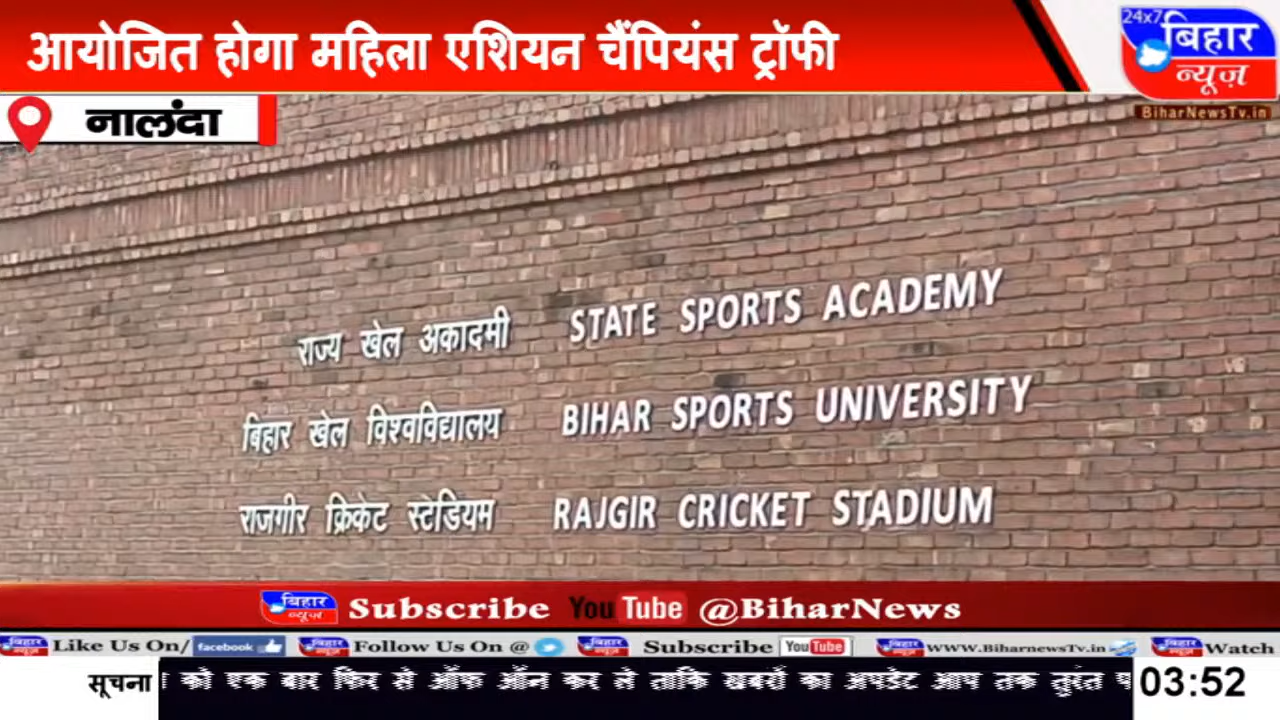 आयोजित होगा महिला एशियन चैंपियंस ट्रॉफी
24x7
बिहार
न्यूज़
BiharNewsTv.in
नालंदा
राज्य खेल अकादमी STATE SPORTS ACADEMY
बिहार खेल विश्वविद्यालय BIHAR SPORTS UNIVERSITY
राजगीर क्रिकेट स्टेडियम RAJGIR CRICKET STADIUM
बिहार न्यूज़ Subscribe YouTube @BiharNews
बिहार न्यूज़ Like Us On/ facebook बिहार न्यूज़ Follow Us On @ बिहार न्यूज़ Subscribe YouTube बिहार न्यूज़ www.BiharnewsTv.in बिहार न्यूज़ Watch
सूचना को एक बार फिर से ऑफ ऑन कर ले ताकि खबरों का अपडेट आप तक तुरंत 03:52